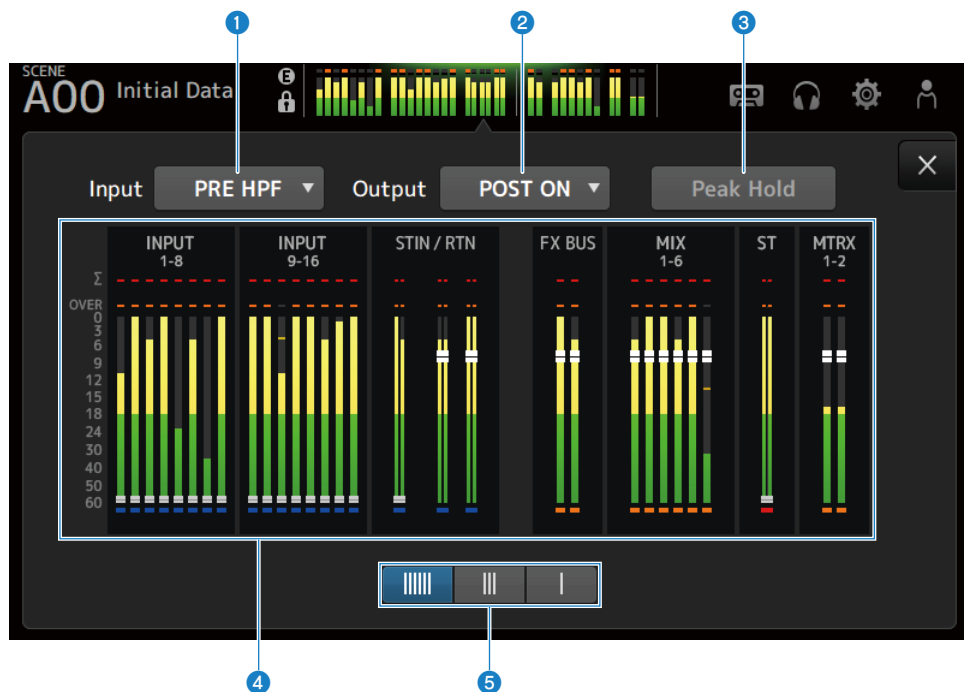 1 2 3
SCENE
A00 Initial Data E
Input PRE HPF ▼ Output POST ON ▼ Peak Hold
INPUT INPUT STIN / RTN FX BUS MIX ST MTRX
1-8 9-16 1-6 1-2
Σ
OVER
0
3
6
9
12
15
18
24
30
40
50
60
4 5